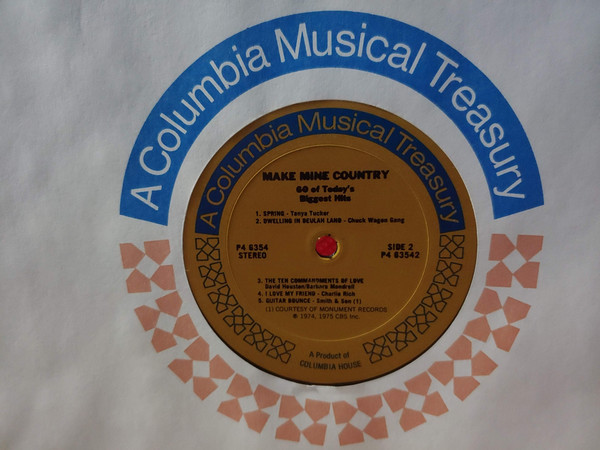 A Columbia Musical Treasury
A Columbia Musical Treasury
MAKE MINE COUNTRY
60 of Today's
Biggest Hits
1. SPRING - Tanya Tucker
2. DWELLING IN BEULAH LAND - Chuck Wagon Gang
P4 6354
STEREO
SIDE 2
P4 63542
3. THE TEN COMMANDMENTS OF LOVE
David Houston/Barbara Mandrell
4. I LOVE MY FRIEND - Charlie Rich
5. GUITAR BOUNCE - Smith & Son (1)
(1) COURTESY OF MONUMENT RECORDS
℗ 1974, 1975 CBS Inc.
A Product of
COLUMBIA HOUSE